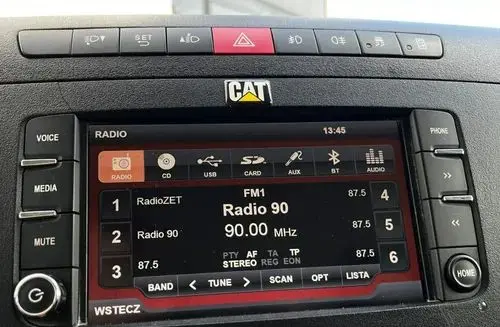 SET
CAT
VOICE
MEDIA
MUTE
PHONE
>>
<<
HOME
RADIO 13:45
RADIO CD USB CARD AUX BT AUDIO
FM1
1 RadioZET 87.5 4
Radio 90
2 Radio 90 90.00 MHz 87.5 5
PTY AF TA TP
3 87.5 STEREO REG EON 87.5 6
BAND < TUNE > SCAN OPT LISTA
WSTECZ